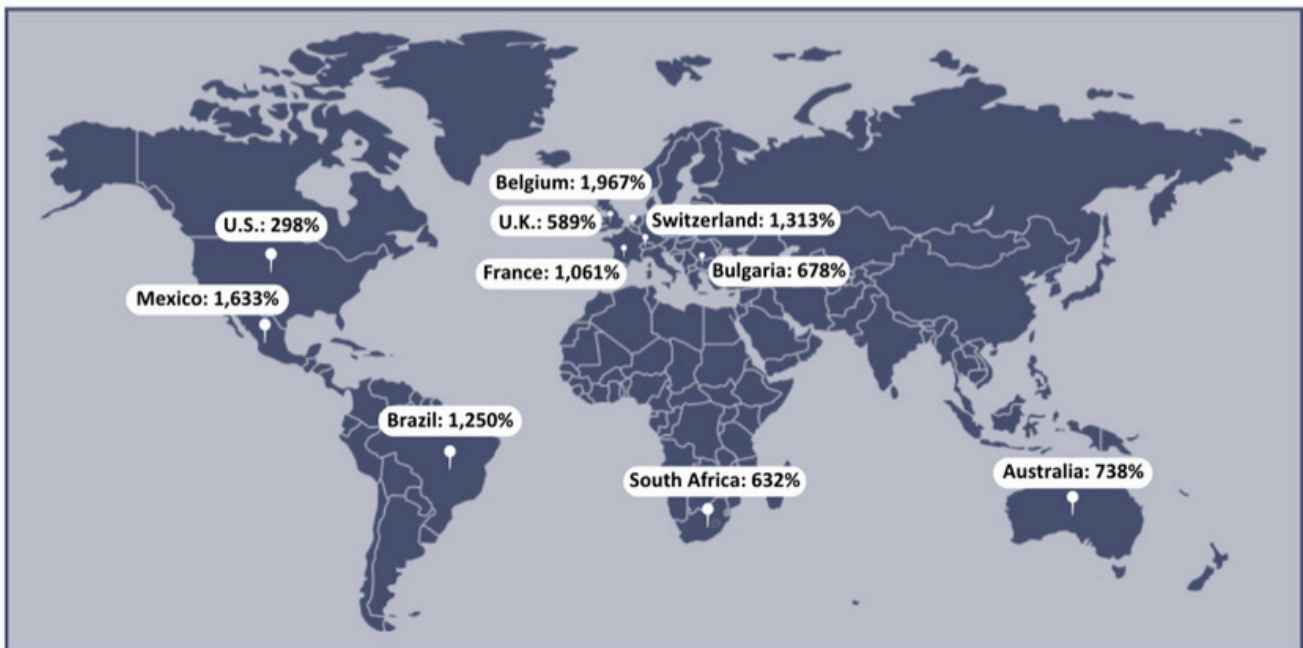 Belgium: 1,967%
U.K.: 589%
Switzerland: 1,313%
U.S.: 298%
France: 1,061%
Bulgaria: 678%
Mexico: 1,633%
Brazil: 1,250%
South Africa: 632%
Australia: 738%